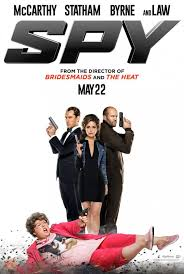 McCARTHY STATHAM BYRNE AND LAW
SPY
FROM THE DIRECTOR OF
BRIDESMAIDS AND THE HEAT
MAY 22